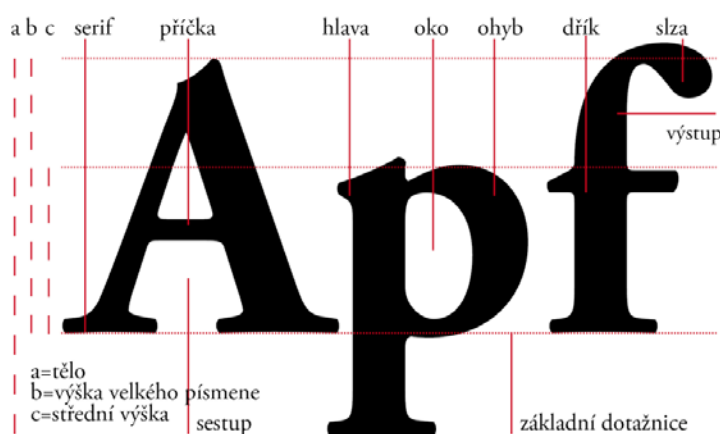 a b c serif příčka hlava oko ohyb dřík slza
výstup
Apf
a=tělo
b=výška velkého písmene
c=střední výška
sestup
základní dotažnice